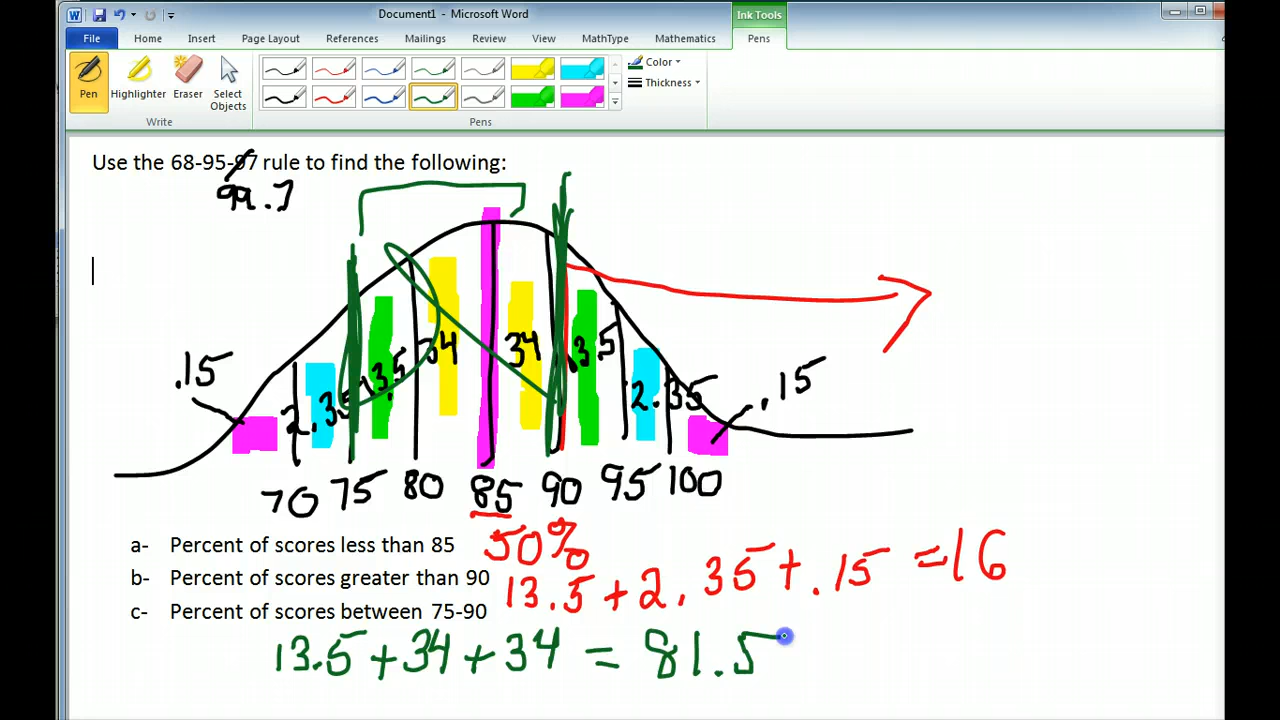 Document1 - Microsoft Word
Ink Tools
File Home Insert Page Layout References Mailings Review View MathType Mathematics Pens
Pen Highlighter Eraser Select Objects
Color
Thickness
Write Pens
Use the 68-95-97 rule to find the following:
99.7
.15 2.35 13.5 34 34 13.5 2.35 .15
70 75 80 85 90 95 100
a- Percent of scores less than 85 50%
b- Percent of scores greater than 90 13.5 + 2.35 + .15 = 16
c- Percent of scores between 75-90
13.5 + 34 + 34 = 81.5